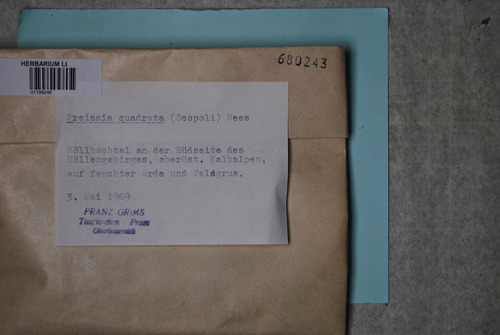 680243
HERBARIUM LI
Preissia quadrata (Scopoli) Nees
Höllbachtal an der Südseite des
Höllengebirges, oberöst. Kalkalpen,
auf feuchter Erde und Felsgrus.
3. Mai 1969
FRANZ GRIMS
Taufkirchen Pram
Oberösterreich